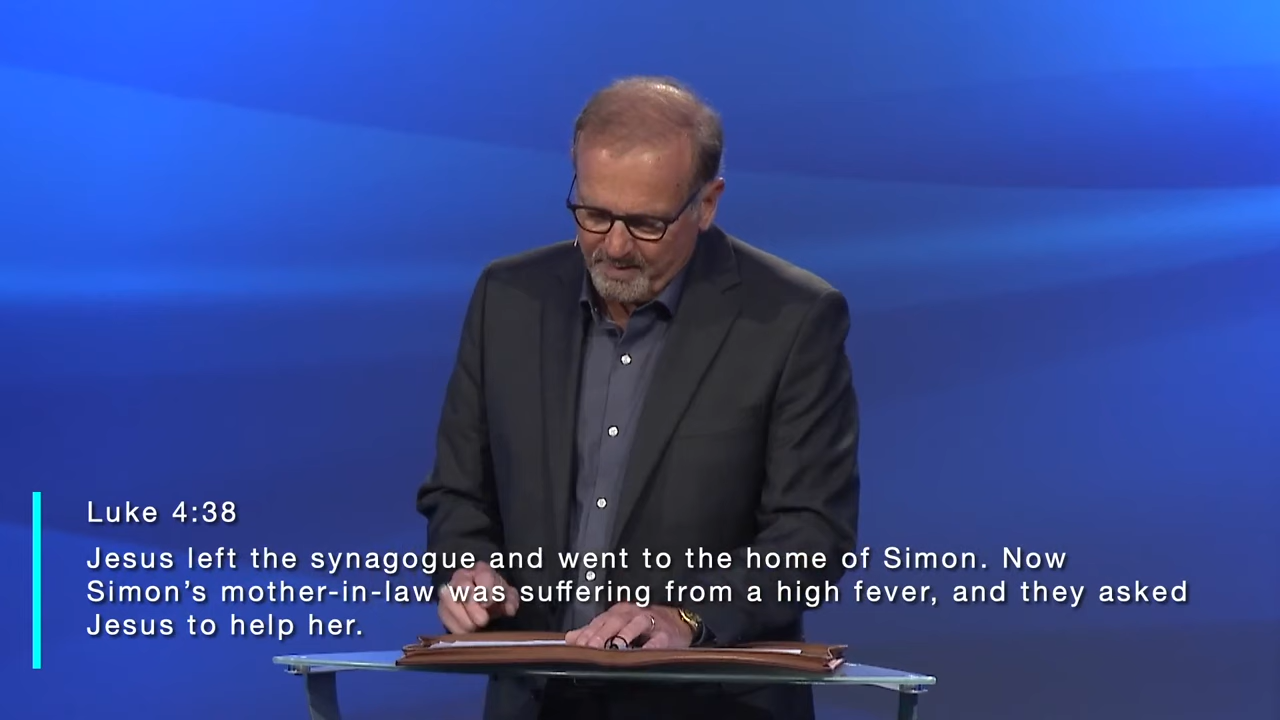 Luke 4:38
Jesus left the synagogue and went to the home of Simon. Now
Simon’s mother-in-law was suffering from a high fever, and they asked
Jesus to help her.